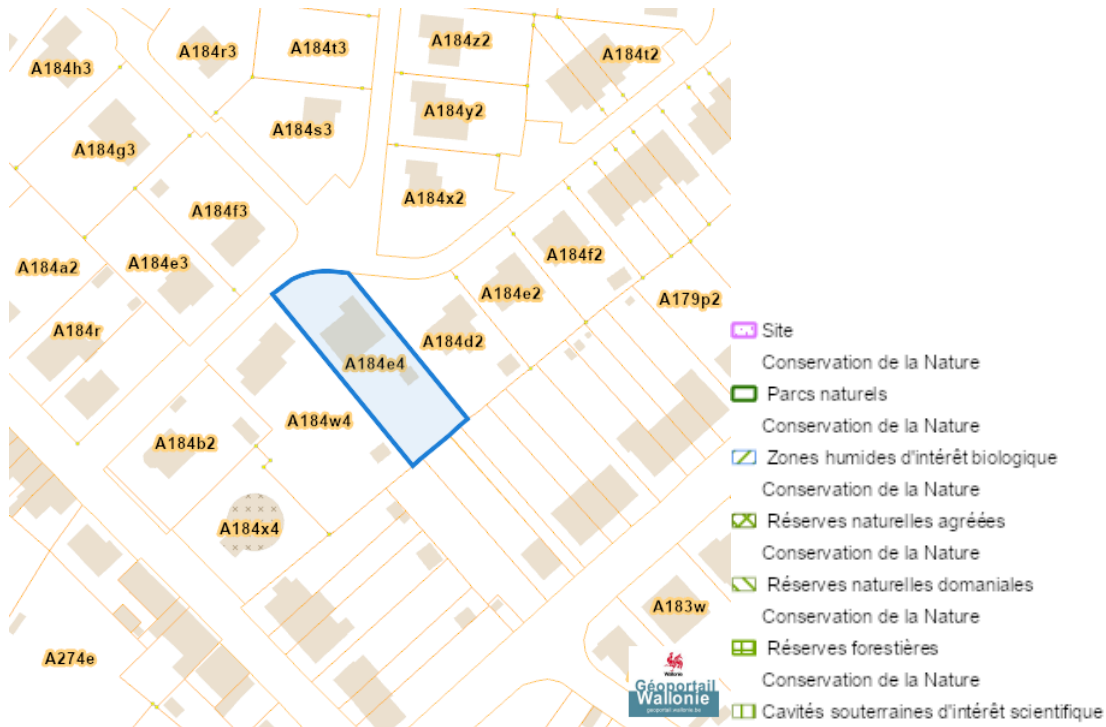 A184h3
A184r3
A184t3
A184z2
A184t2
A184g3
A184s3
A184y2
A184f3
A184x2
A184a2
A184e3
A184f2
A184e2
A179p2
A184r
A184d2
A184e4
A184w4
A184b2
A184x4
A183w
A274e
Wallonie
Géoportail
Wallonie
geoportail.wallonie.be
Site
Conservation de la Nature
Parcs naturels
Conservation de la Nature
Zones humides d'intérêt biologique
Conservation de la Nature
Réserves naturelles agréées
Conservation de la Nature
Réserves naturelles domaniales
Conservation de la Nature
Réserves forestières
Conservation de la Nature
Cavités souterraines d'intérêt scientifique